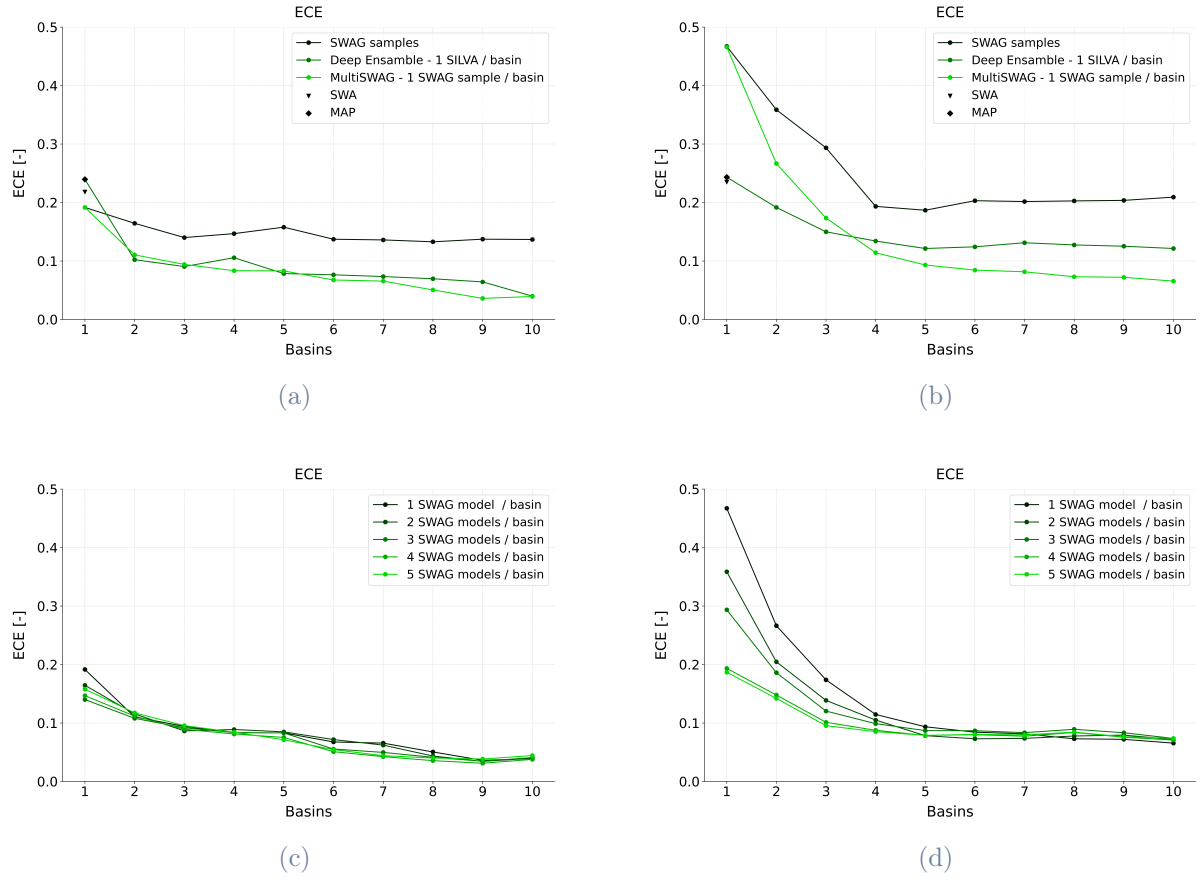 ECE
0.5
0.4
0.3
0.2
0.1
0.0
ECE [-]
SWAG samples
Deep Ensamble - 1 SILVA / basin
MultiSWAG - 1 SWAG sample / basin
SWA
MAP
1 2 3 4 5 6 7 8 9 10
Basins
(a)
ECE
0.5
0.4
0.3
0.2
0.1
0.0
ECE [-]
SWAG samples
Deep Ensamble - 1 SILVA / basin
MultiSWAG - 1 SWAG sample / basin
SWA
MAP
1 2 3 4 5 6 7 8 9 10
Basins
(b)
ECE
0.5
0.4
0.3
0.2
0.1
0.0
ECE [-]
1 SWAG model / basin
2 SWAG models / basin
3 SWAG models / basin
4 SWAG models / basin
5 SWAG models / basin
1 2 3 4 5 6 7 8 9 10
Basins
(c)
ECE
0.5
0.4
0.3
0.2
0.1
0.0
ECE [-]
1 SWAG model / basin
2 SWAG models / basin
3 SWAG models / basin
4 SWAG models / basin
5 SWAG models / basin
1 2 3 4 5 6 7 8 9 10
Basins
(d)